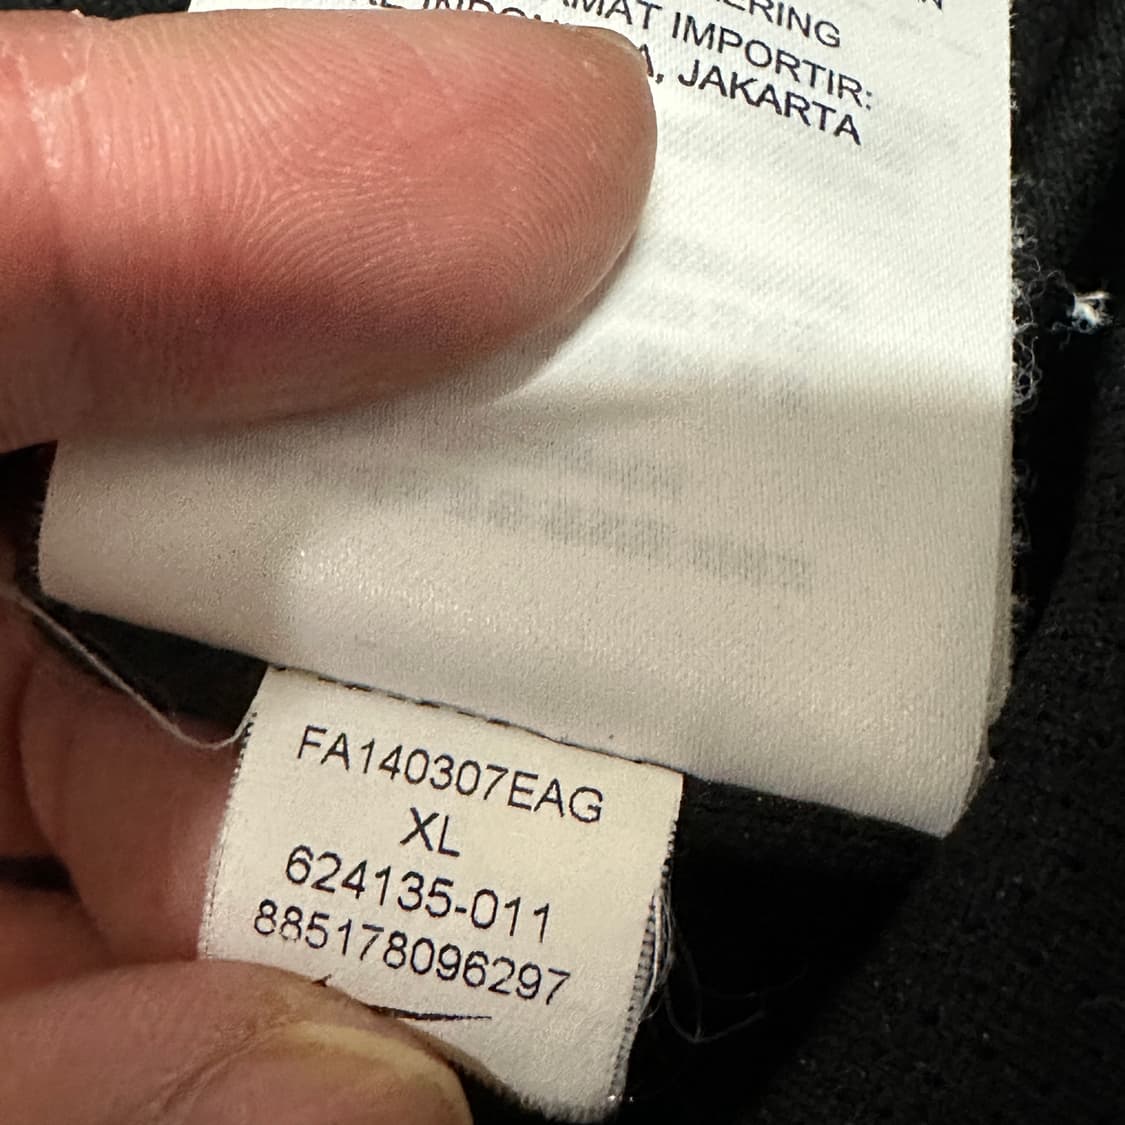 ERING
AMAT IMPORTIR:
A, JAKARTA
FA140307EAG
XL
624135-011
885178096297